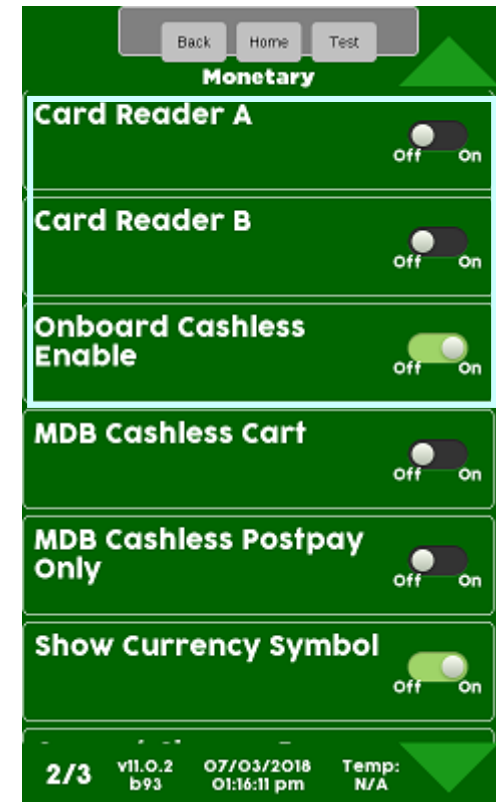 Back Home Test
Monetary
Card Reader A
Off On
Card Reader B
Off On
Onboard Cashless
Enable
Off On
MDB Cashless Cart
Off On
MDB Cashless Postpay
Only
Off On
Show Currency Symbol
Off On
2/3 v11.0.2 07/03/2018 Temp:
b93 01:16:11 pm N/A